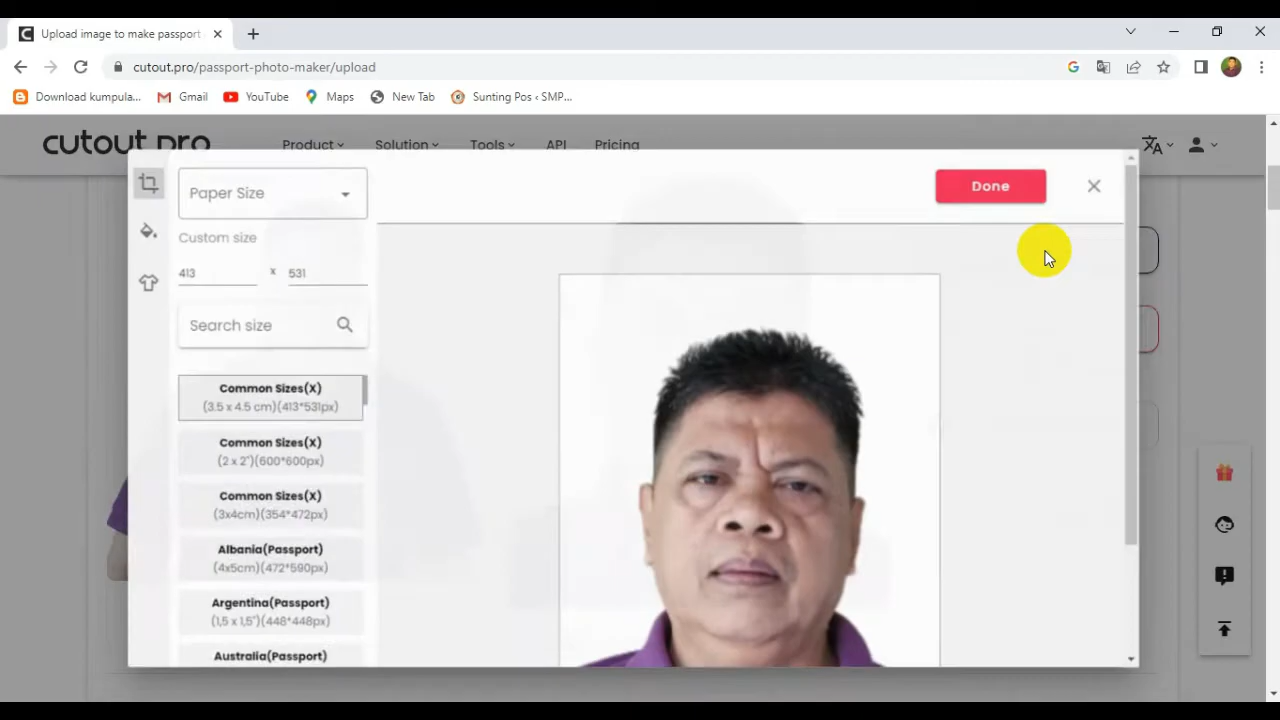 Upload image to make passport
cutout.pro/passport-photo-maker/upload
Download kumpula...
Gmail
YouTube
Maps
New Tab
Sunting Pos ‹ SMP...
cutout pro
Product
Solution
Tools
API
Pricing
Paper Size
Done
Custom size
413 x 531
Search size
Common Sizes(X)
(3.5 x 4.5 cm)(413*531px)
Common Sizes(X)
(2 x 2")(600*600px)
Common Sizes(X)
(3x4cm)(354*472px)
Albania(Passport)
(4x5cm)(472*590px)
Argentina(Passport)
(1,5 x 1,5")(448*448px)
Australia(Passport)